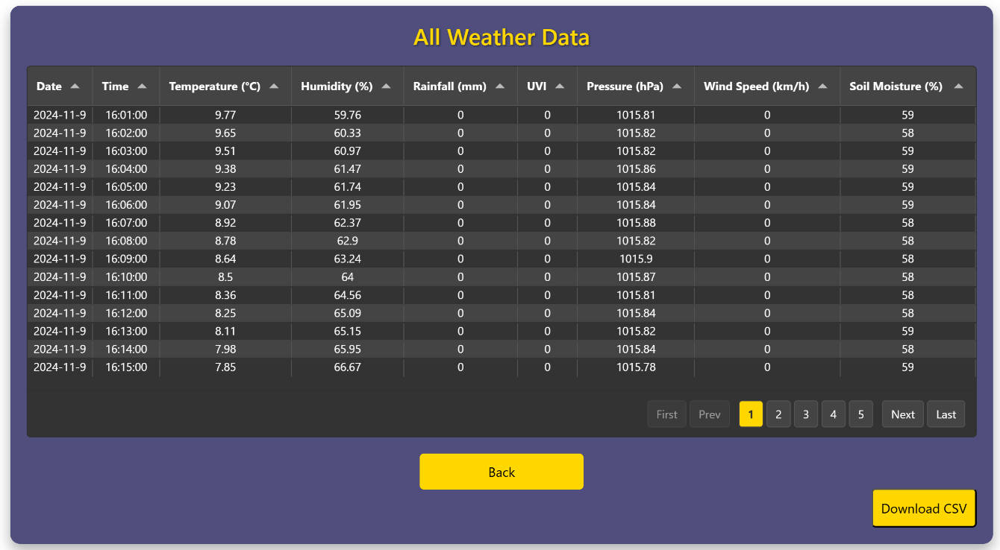 All Weather Data
Date Time Temperature (°C) Humidity (%) Rainfall (mm) UVI Pressure (hPa) Wind Speed (km/h) Soil Moisture (%)
2024-11-9 16:01:00 9.77 59.76 0 0 1015.81 0 59
2024-11-9 16:02:00 9.65 60.33 0 0 1015.82 0 58
2024-11-9 16:03:00 9.51 60.97 0 0 1015.82 0 59
2024-11-9 16:04:00 9.38 61.47 0 0 1015.86 0 59
2024-11-9 16:05:00 9.23 61.74 0 0 1015.84 0 59
2024-11-9 16:06:00 9.07 61.95 0 0 1015.84 0 59
2024-11-9 16:07:00 8.92 62.37 0 0 1015.88 0 58
2024-11-9 16:08:00 8.78 62.9 0 0 1015.82 0 58
2024-11-9 16:09:00 8.64 63.24 0 0 1015.9 0 58
2024-11-9 16:10:00 8.5 64 0 0 1015.87 0 58
2024-11-9 16:11:00 8.36 64.56 0 0 1015.81 0 58
2024-11-9 16:12:00 8.25 65.09 0 0 1015.84 0 58
2024-11-9 16:13:00 8.11 65.15 0 0 1015.82 0 59
2024-11-9 16:14:00 7.98 65.95 0 0 1015.84 0 58
2024-11-9 16:15:00 7.85 66.67 0 0 1015.78 0 59
First Prev 1 2 3 4 5 Next Last
Back
Download CSV